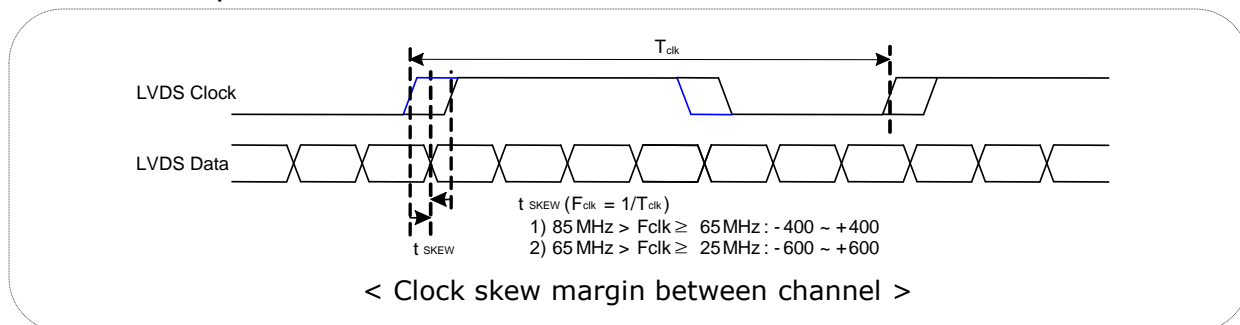 Tclk
LVDS Clock
LVDS Data
t SKEW (Fclk = 1/Tclk)
1) 85 MHz > Fclk ≥ 65 MHz : -400 ~ +400
2) 65 MHz > Fclk ≥ 25 MHz : -600 ~ +600
t SKEW
< Clock skew margin between channel >